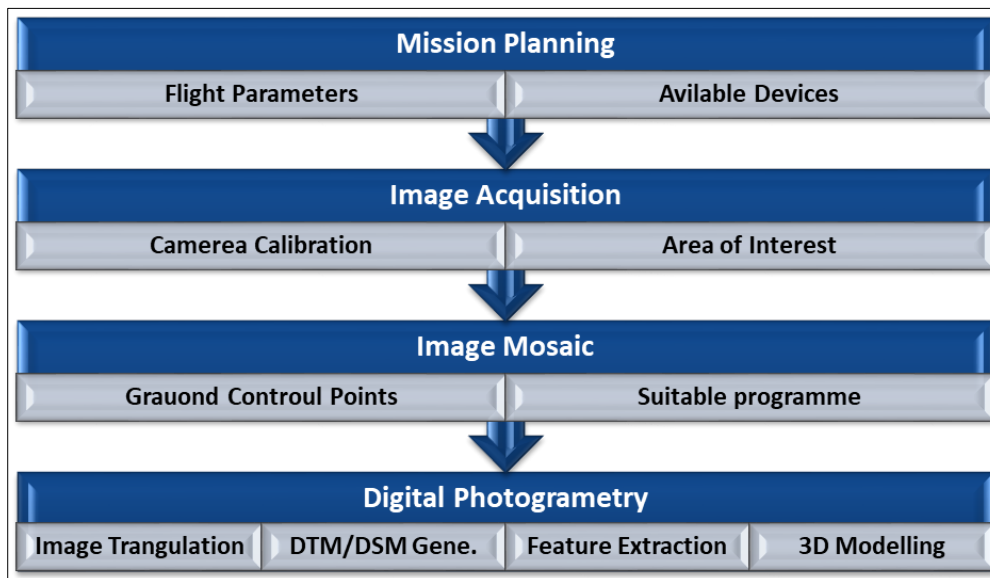 Mission Planning
Flight Parameters
Avilable Devices
Image Acquisition
Camerea Calibration
Area of Interest
Image Mosaic
Grauond Controul Points
Suitable programme
Digital Photogrametry
Image Trangulation
DTM/DSM Gene.
Feature Extraction
3D Modelling